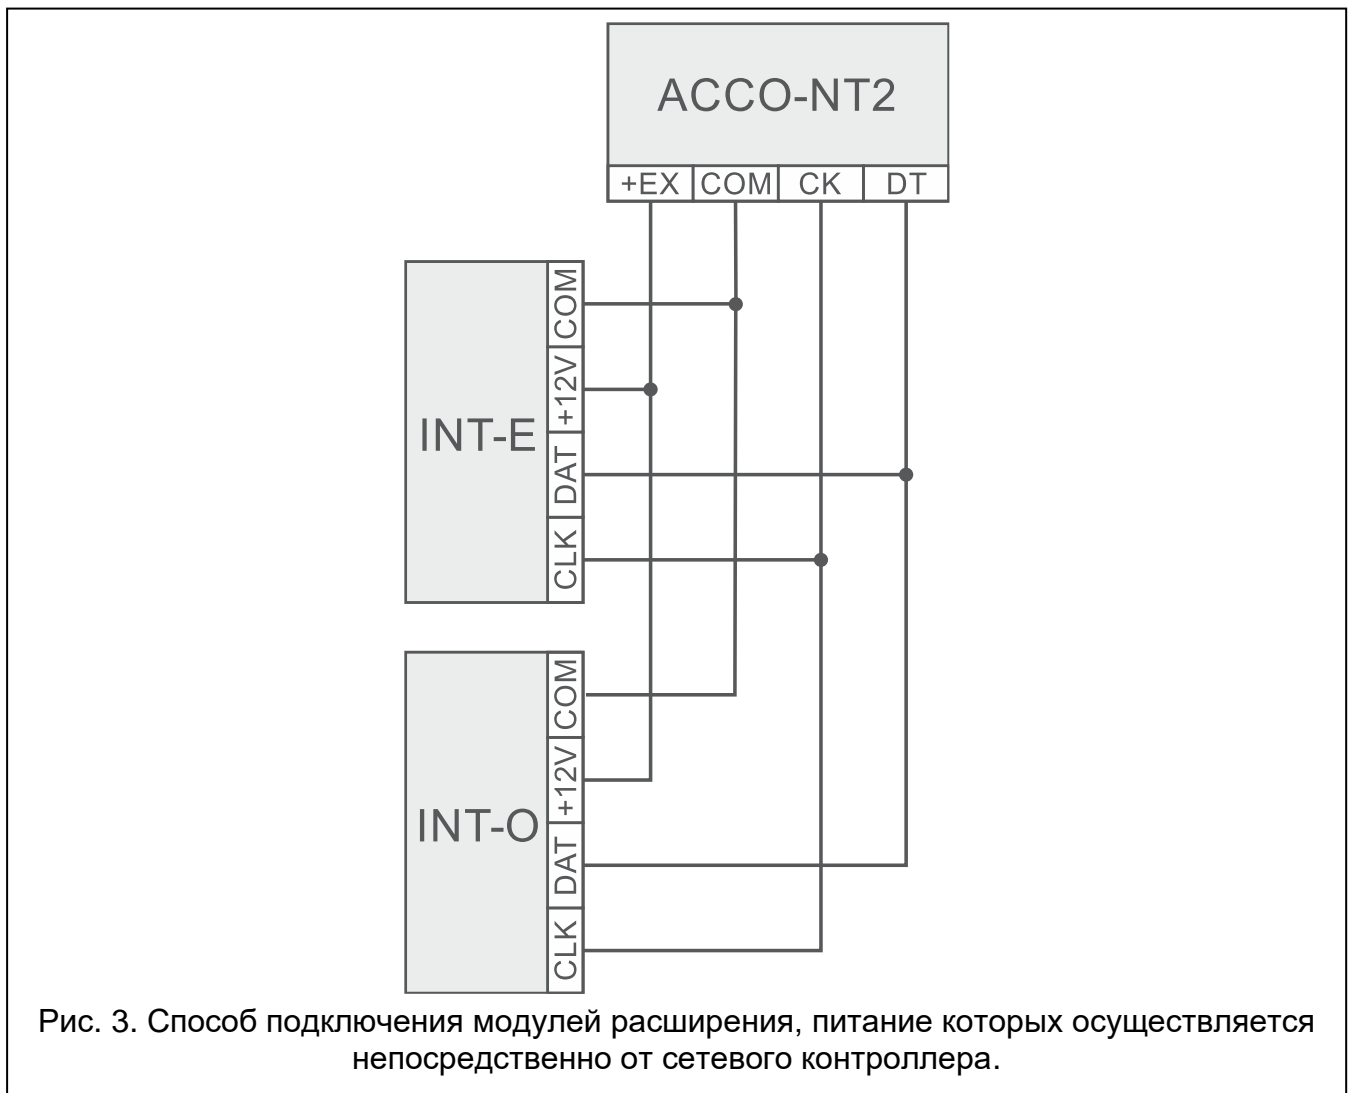 ACCO-NT2
+EX COM CK DT
INT-E
COM
+12V
DAT
CLK
INT-O
COM
+12V
DAT
CLK
Рис. 3. Способ подключения модулей расширения, питание которых осуществляется
непосредственно от сетевого контроллера.